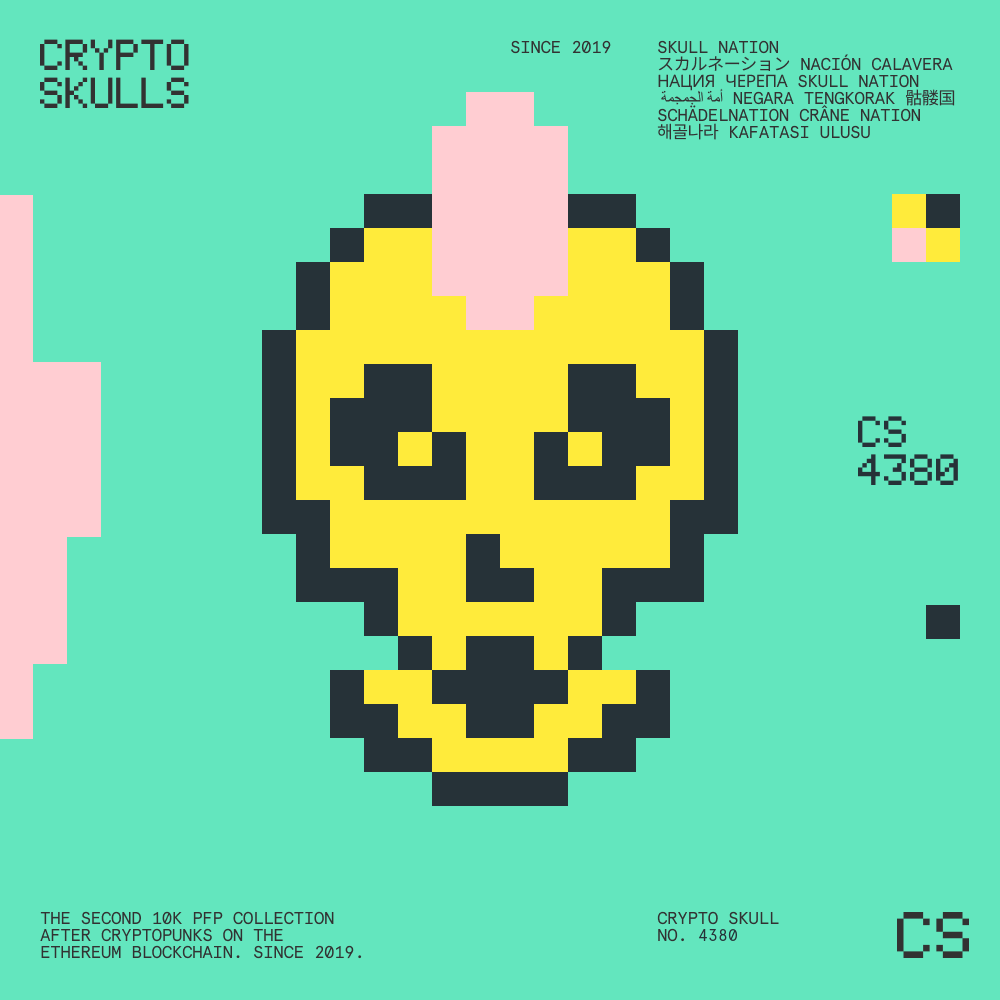 CRYPTO
SKULLS
SINCE 2019
SKULL NATION
スカルネーション NACIÓN CALAVERA
НАЦИЯ ЧЕРЕПА SKULL NATION
أمة الجمجمة NEGARA TENGKORAK 骷髅国
SCHÄDELNATION CRÂNE NATION
해골나라 KAFATASI ULUSU
CS
4380
THE SECOND 10K PFP COLLECTION
AFTER CRYPTOPUNKS ON THE
ETHEREUM BLOCKCHAIN. SINCE 2019.
CRYPTO SKULL
NO. 4380
CS